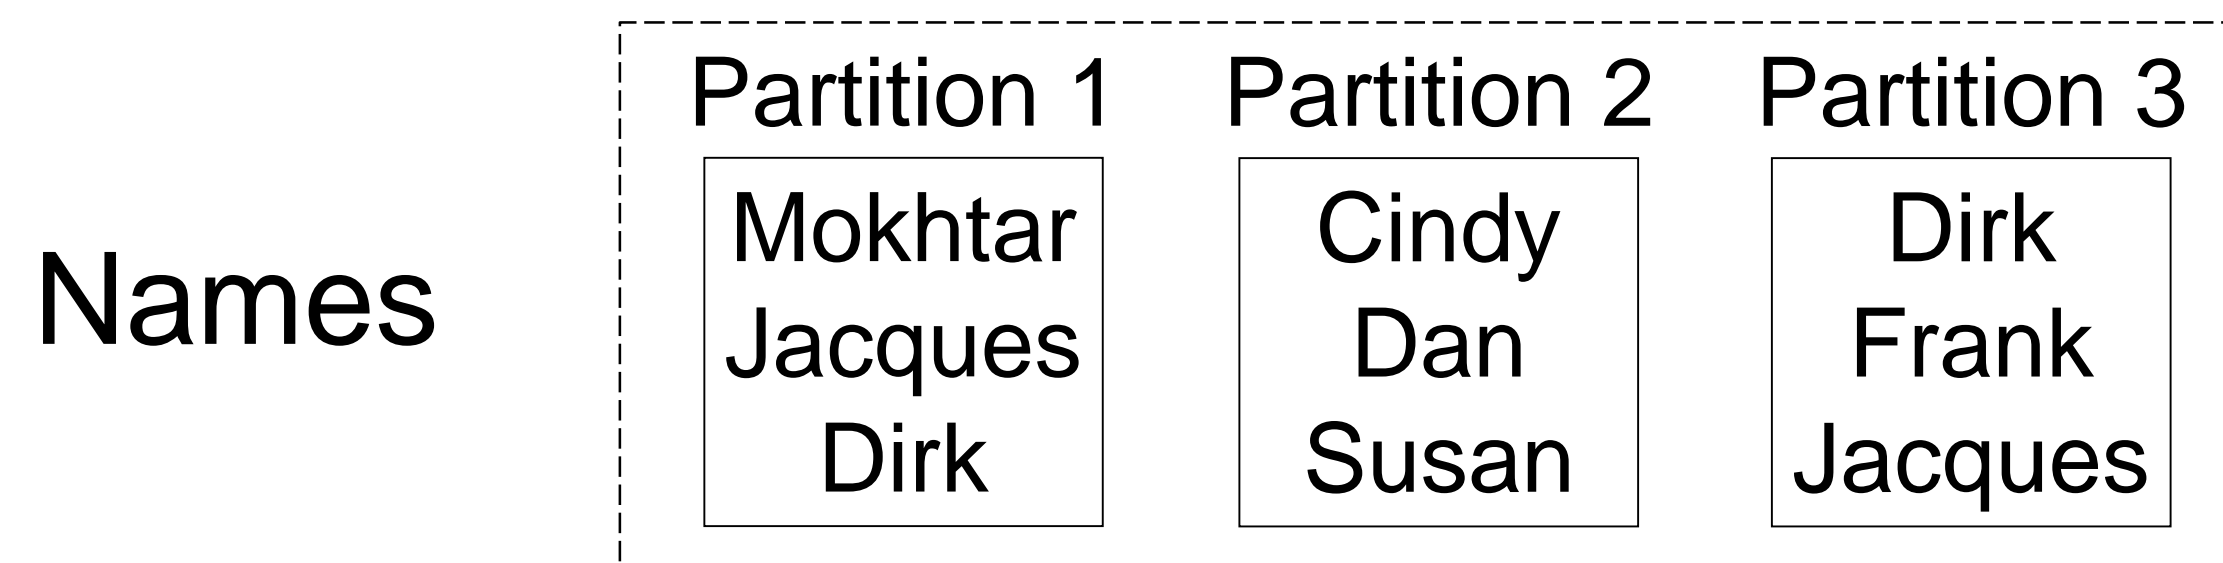 Names
Partition 1
Mokhtar
Jacques
Dirk
Partition 2
Cindy
Dan
Susan
Partition 3
Dirk
Frank
Jacques